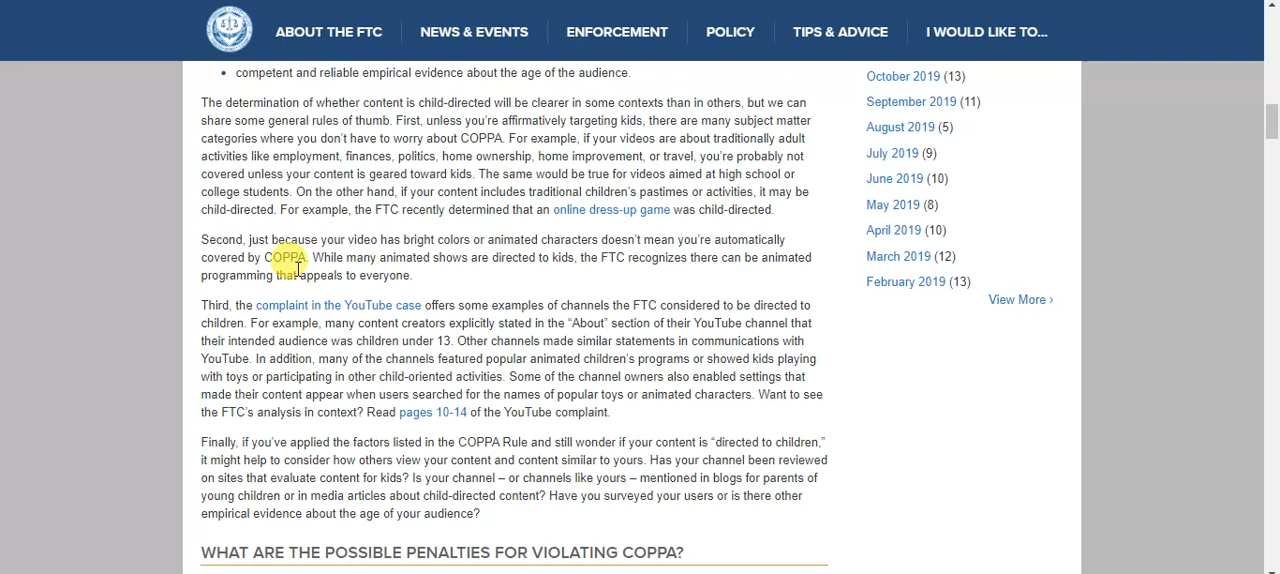 ABOUT THE FTC NEWS & EVENTS ENFORCEMENT POLICY TIPS & ADVICE I WOULD LIKE TO...
• competent and reliable empirical evidence about the age of the audience.
The determination of whether content is child-directed will be clearer in some contexts than in others, but we can
share some general rules of thumb. First, unless you’re affirmatively targeting kids, there are many subject matter
categories where you don’t have to worry about COPPA. For example, if your videos are about traditionally adult
activities like employment, finances, politics, home ownership, home improvement, or travel, you’re probably not
covered unless your content is geared toward kids. The same would be true for videos aimed at high school or
college students. On the other hand, if your content includes traditional children’s pastimes or activities, it may be
child-directed. For example, the FTC recently determined that an online dress-up game was child-directed.
Second, just because your video has bright colors or animated characters doesn’t mean you’re automatically
covered by COPPA. While many animated shows are directed to kids, the FTC recognizes there can be animated
programming that appeals to everyone.
Third, the complaint in the YouTube case offers some examples of channels the FTC considered to be directed to
children. For example, many content creators explicitly stated in the “About” section of their YouTube channel that
their intended audience was children under 13. Other channels made similar statements in communications with
YouTube. In addition, many of the channels featured popular animated children’s programs or showed kids playing
with toys or participating in other child-oriented activities. Some of the channel owners also enabled settings that
made their content appear when users searched for the names of popular toys or animated characters. Want to see
the FTC’s analysis in context? Read pages 10-14 of the YouTube complaint.
Finally, if you’ve applied the factors listed in the COPPA Rule and still wonder if your content is “directed to children,”
it might help to consider how others view your content and content similar to yours. Has your channel been reviewed
on sites that evaluate content for kids? Is your channel – or channels like yours – mentioned in blogs for parents of
young children or in media articles about child-directed content? Have you surveyed your users or is there other
empirical evidence about the age of your audience?
WHAT ARE THE POSSIBLE PENALTIES FOR VIOLATING COPPA?
October 2019 (13)
September 2019 (11)
August 2019 (5)
July 2019 (9)
June 2019 (10)
May 2019 (8)
April 2019 (10)
March 2019 (12)
February 2019 (13)
View More ›